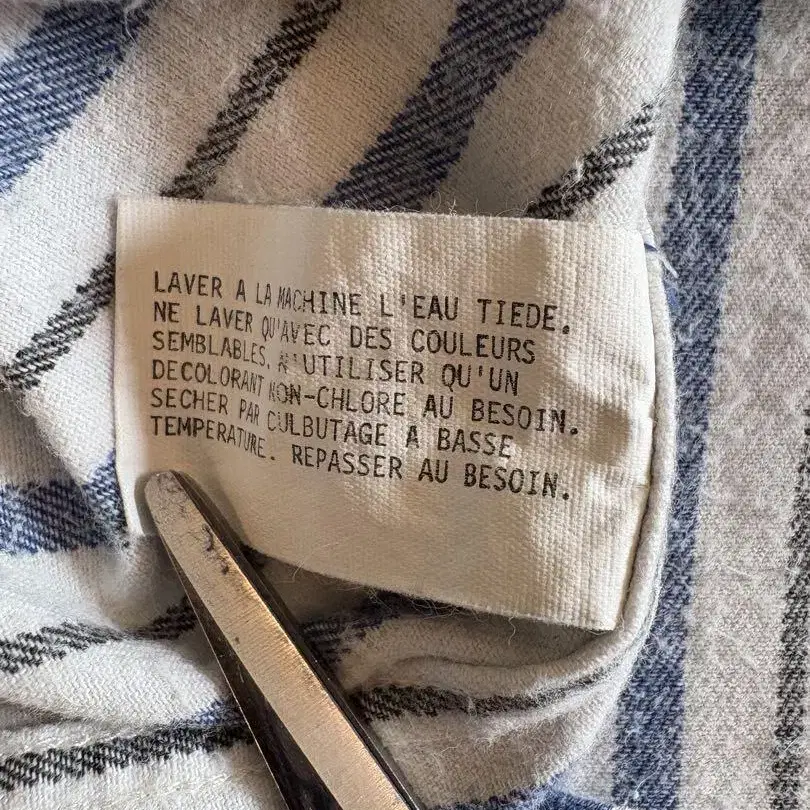 LAVER A LA MACHINE L'EAU TIEDE.
NE LAVER QU'AVEC DES COULEURS
SEMBLABLES. N'UTILISER QU'UN
DECOLORANT NON-CHLORE AU BESOIN.
SECHER PAR CULBUTAGE A BASSE
TEMPERATURE. REPASSER AU BESOIN.